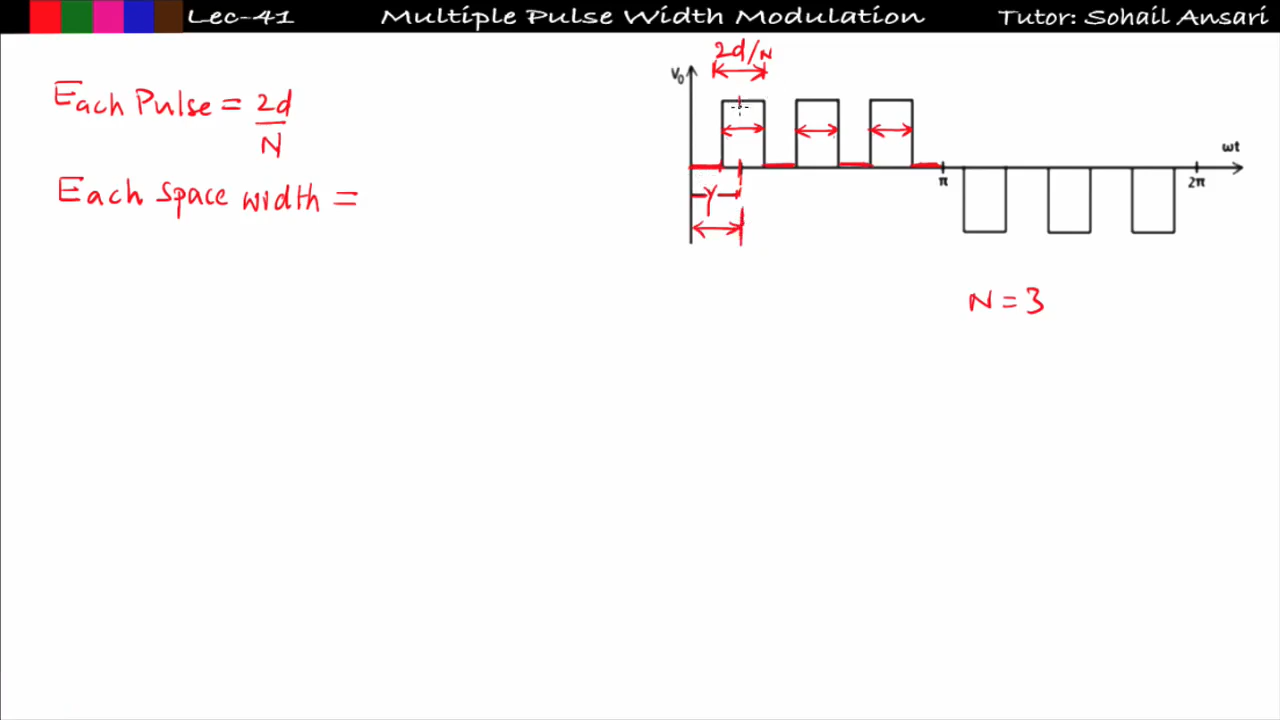 Lec-41 Multiple Pulse Width Modulation Tutor: Sohail Ansari
2d/N
V₀
Each Pulse = 2d
N
Each Space width =
ωt
π
2π
γ
N = 3